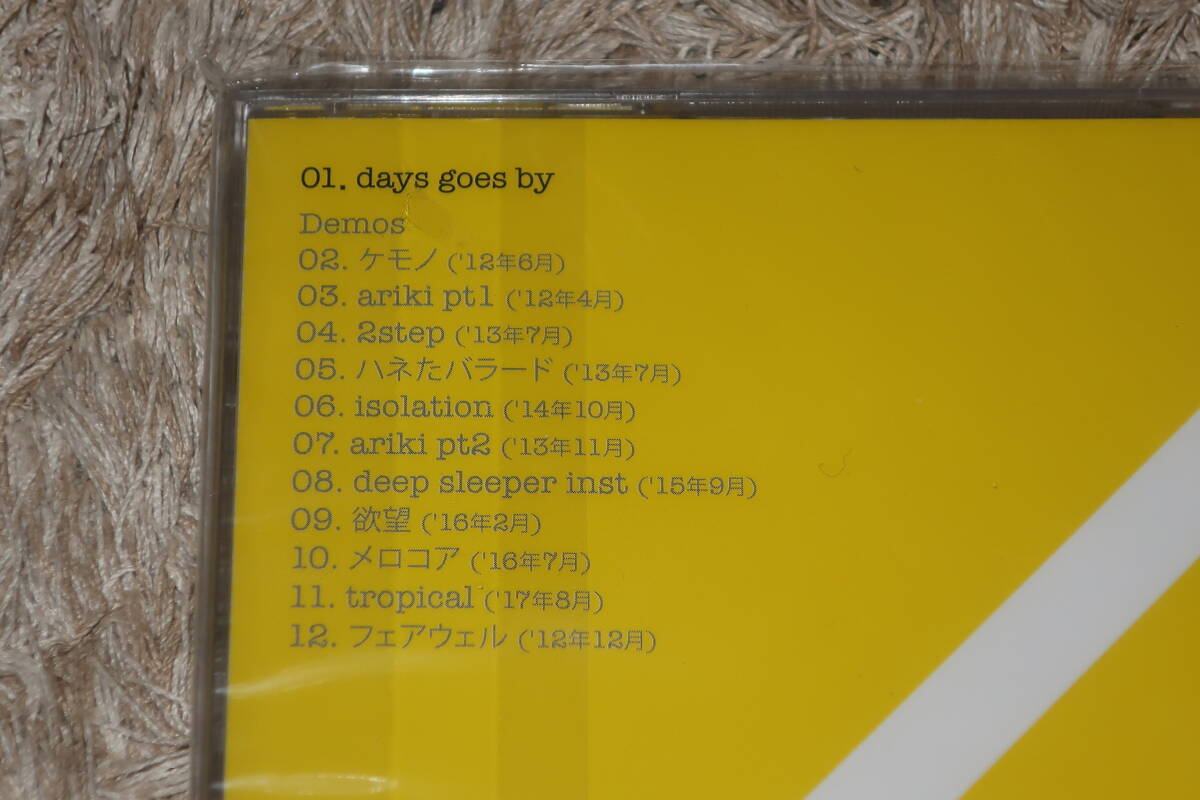 01. days goes by
Demos
02. ケモノ ('12年6月)
03. ariki pt1 ('12年4月)
04. 2step ('13年7月)
05. ハネたバラード ('13年7月)
06. isolation ('14年10月)
07. ariki pt2 ('13年11月)
08. deep sleeper inst ('15年9月)
09. 欲望 ('16年2月)
10. メロコア ('16年7月)
11. tropical ('17年8月)
12. フェアウェル ('12年12月)